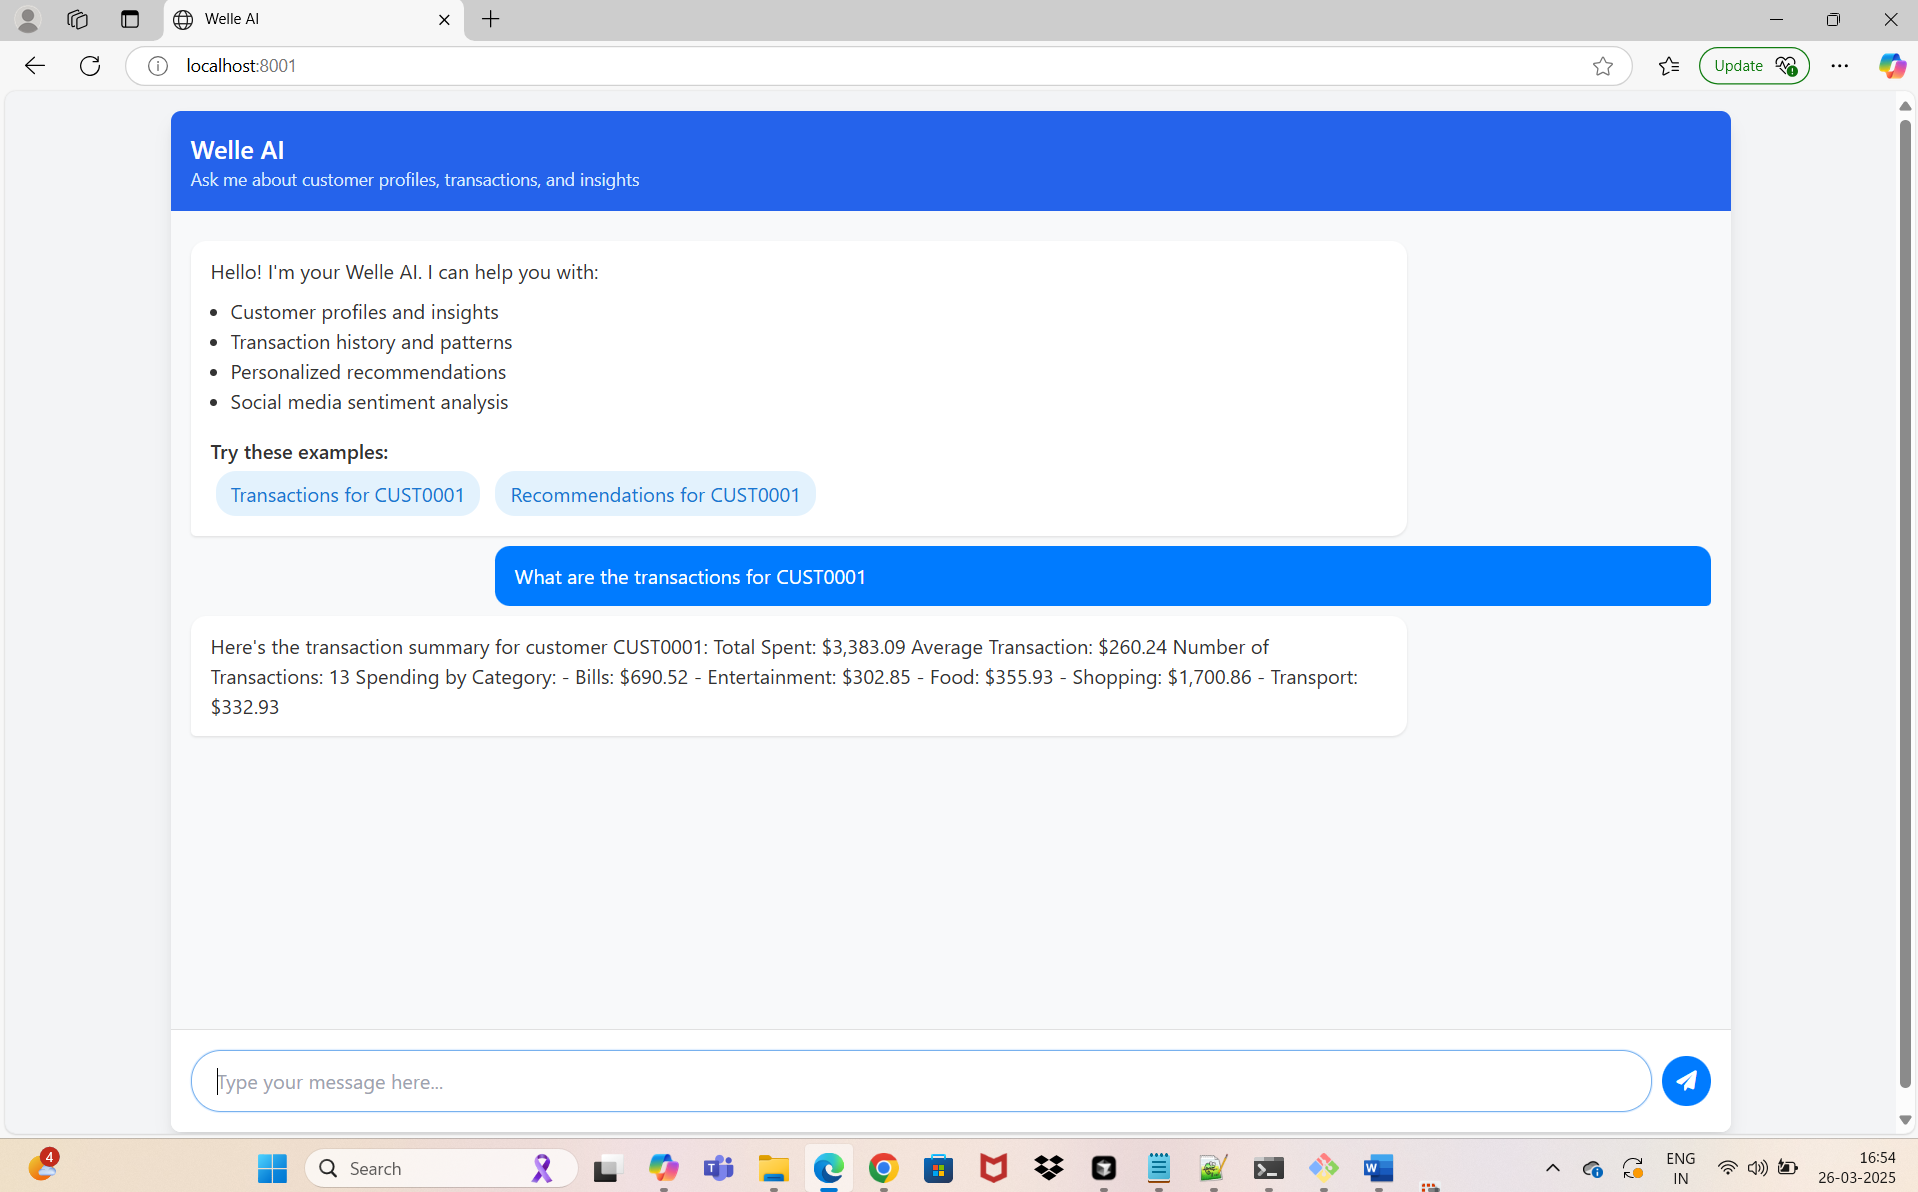 Welle AI
localhost:8001
Update
Welle AI
Ask me about customer profiles, transactions, and insights
Hello! I'm your Welle AI. I can help you with:
• Customer profiles and insights
• Transaction history and patterns
• Personalized recommendations
• Social media sentiment analysis
Try these examples:
Transactions for CUST0001 Recommendations for CUST0001
What are the transactions for CUST0001
Here's the transaction summary for customer CUST0001: Total Spent: $3,383.09 Average Transaction: $260.24 Number of
Transactions: 13 Spending by Category: - Bills: $690.52 - Entertainment: $302.85 - Food: $355.93 - Shopping: $1,700.86 - Transport:
$332.93
Type your message here...
4
Search
ENG
IN
16:54
26-03-2025